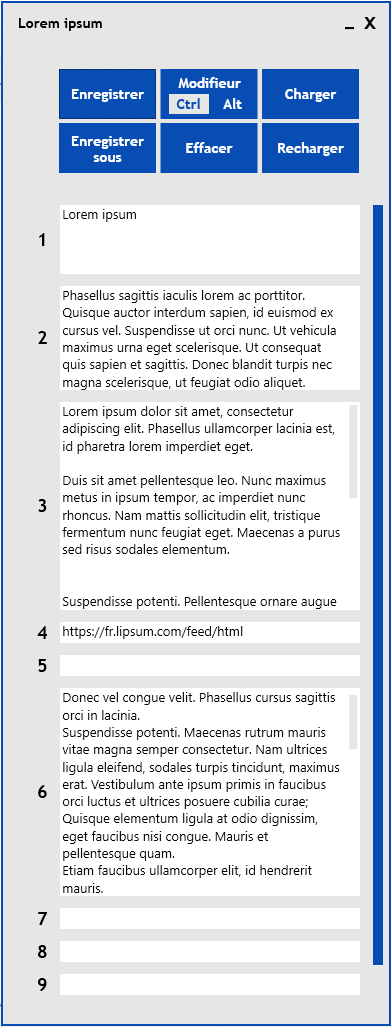 Lorem ipsum
_ X
Enregistrer
Modifieur
Ctrl Alt
Charger
Enregistrer
sous
Effacer
Recharger
1
Lorem ipsum
2
Phasellus sagittis iaculis lorem ac porttitor.
Quisque auctor interdum sapien, id euismod ex
cursus vel. Suspendisse ut orci nunc. Ut vehicula
maximus urna eget scelerisque. Ut consequat
quis sapien et sagittis. Donec blandit turpis nec
magna scelerisque, ut feugiat odio aliquet.
3
Lorem ipsum dolor sit amet, consectetur
adipiscing elit. Phasellus ullamcorper lacinia est,
id pharetra lorem imperdiet eget.
Duis sit amet pellentesque leo. Nunc maximus
metus in ipsum tempor, ac imperdiet nunc
rhoncus. Nam mattis sollicitudin elit, tristique
fermentum nunc feugiat eget. Maecenas a purus
sed risus sodales elementum.
Suspendisse potenti. Pellentesque ornare augue
4
https://fr.lipsum.com/feed/html
5
6
Donec vel congue velit. Phasellus cursus sagittis
orci in lacinia.
Suspendisse potenti. Maecenas rutrum mauris
vitae magna semper consectetur. Nam ultrices
ligula eleifend, sodales turpis tincidunt, maximus
erat. Vestibulum ante ipsum primis in faucibus
orci luctus et ultrices posuere cubilia curae;
Quisque elementum ligula at odio dignissim,
eget faucibus nisi congue. Mauris et
pellentesque quam.
Etiam faucibus ullamcorper elit, id hendrerit
mauris.
7
8
9